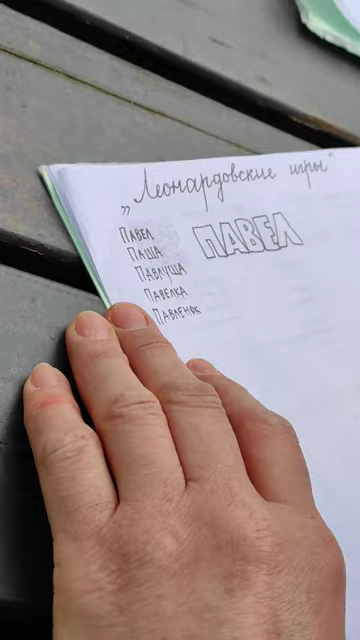 „Леонардовские игры"
ПАВЕЛ
ПАВЕЛ
ПАША
ПАВЛУША
ПАВЕЛКА
ПАВЛЕНОК